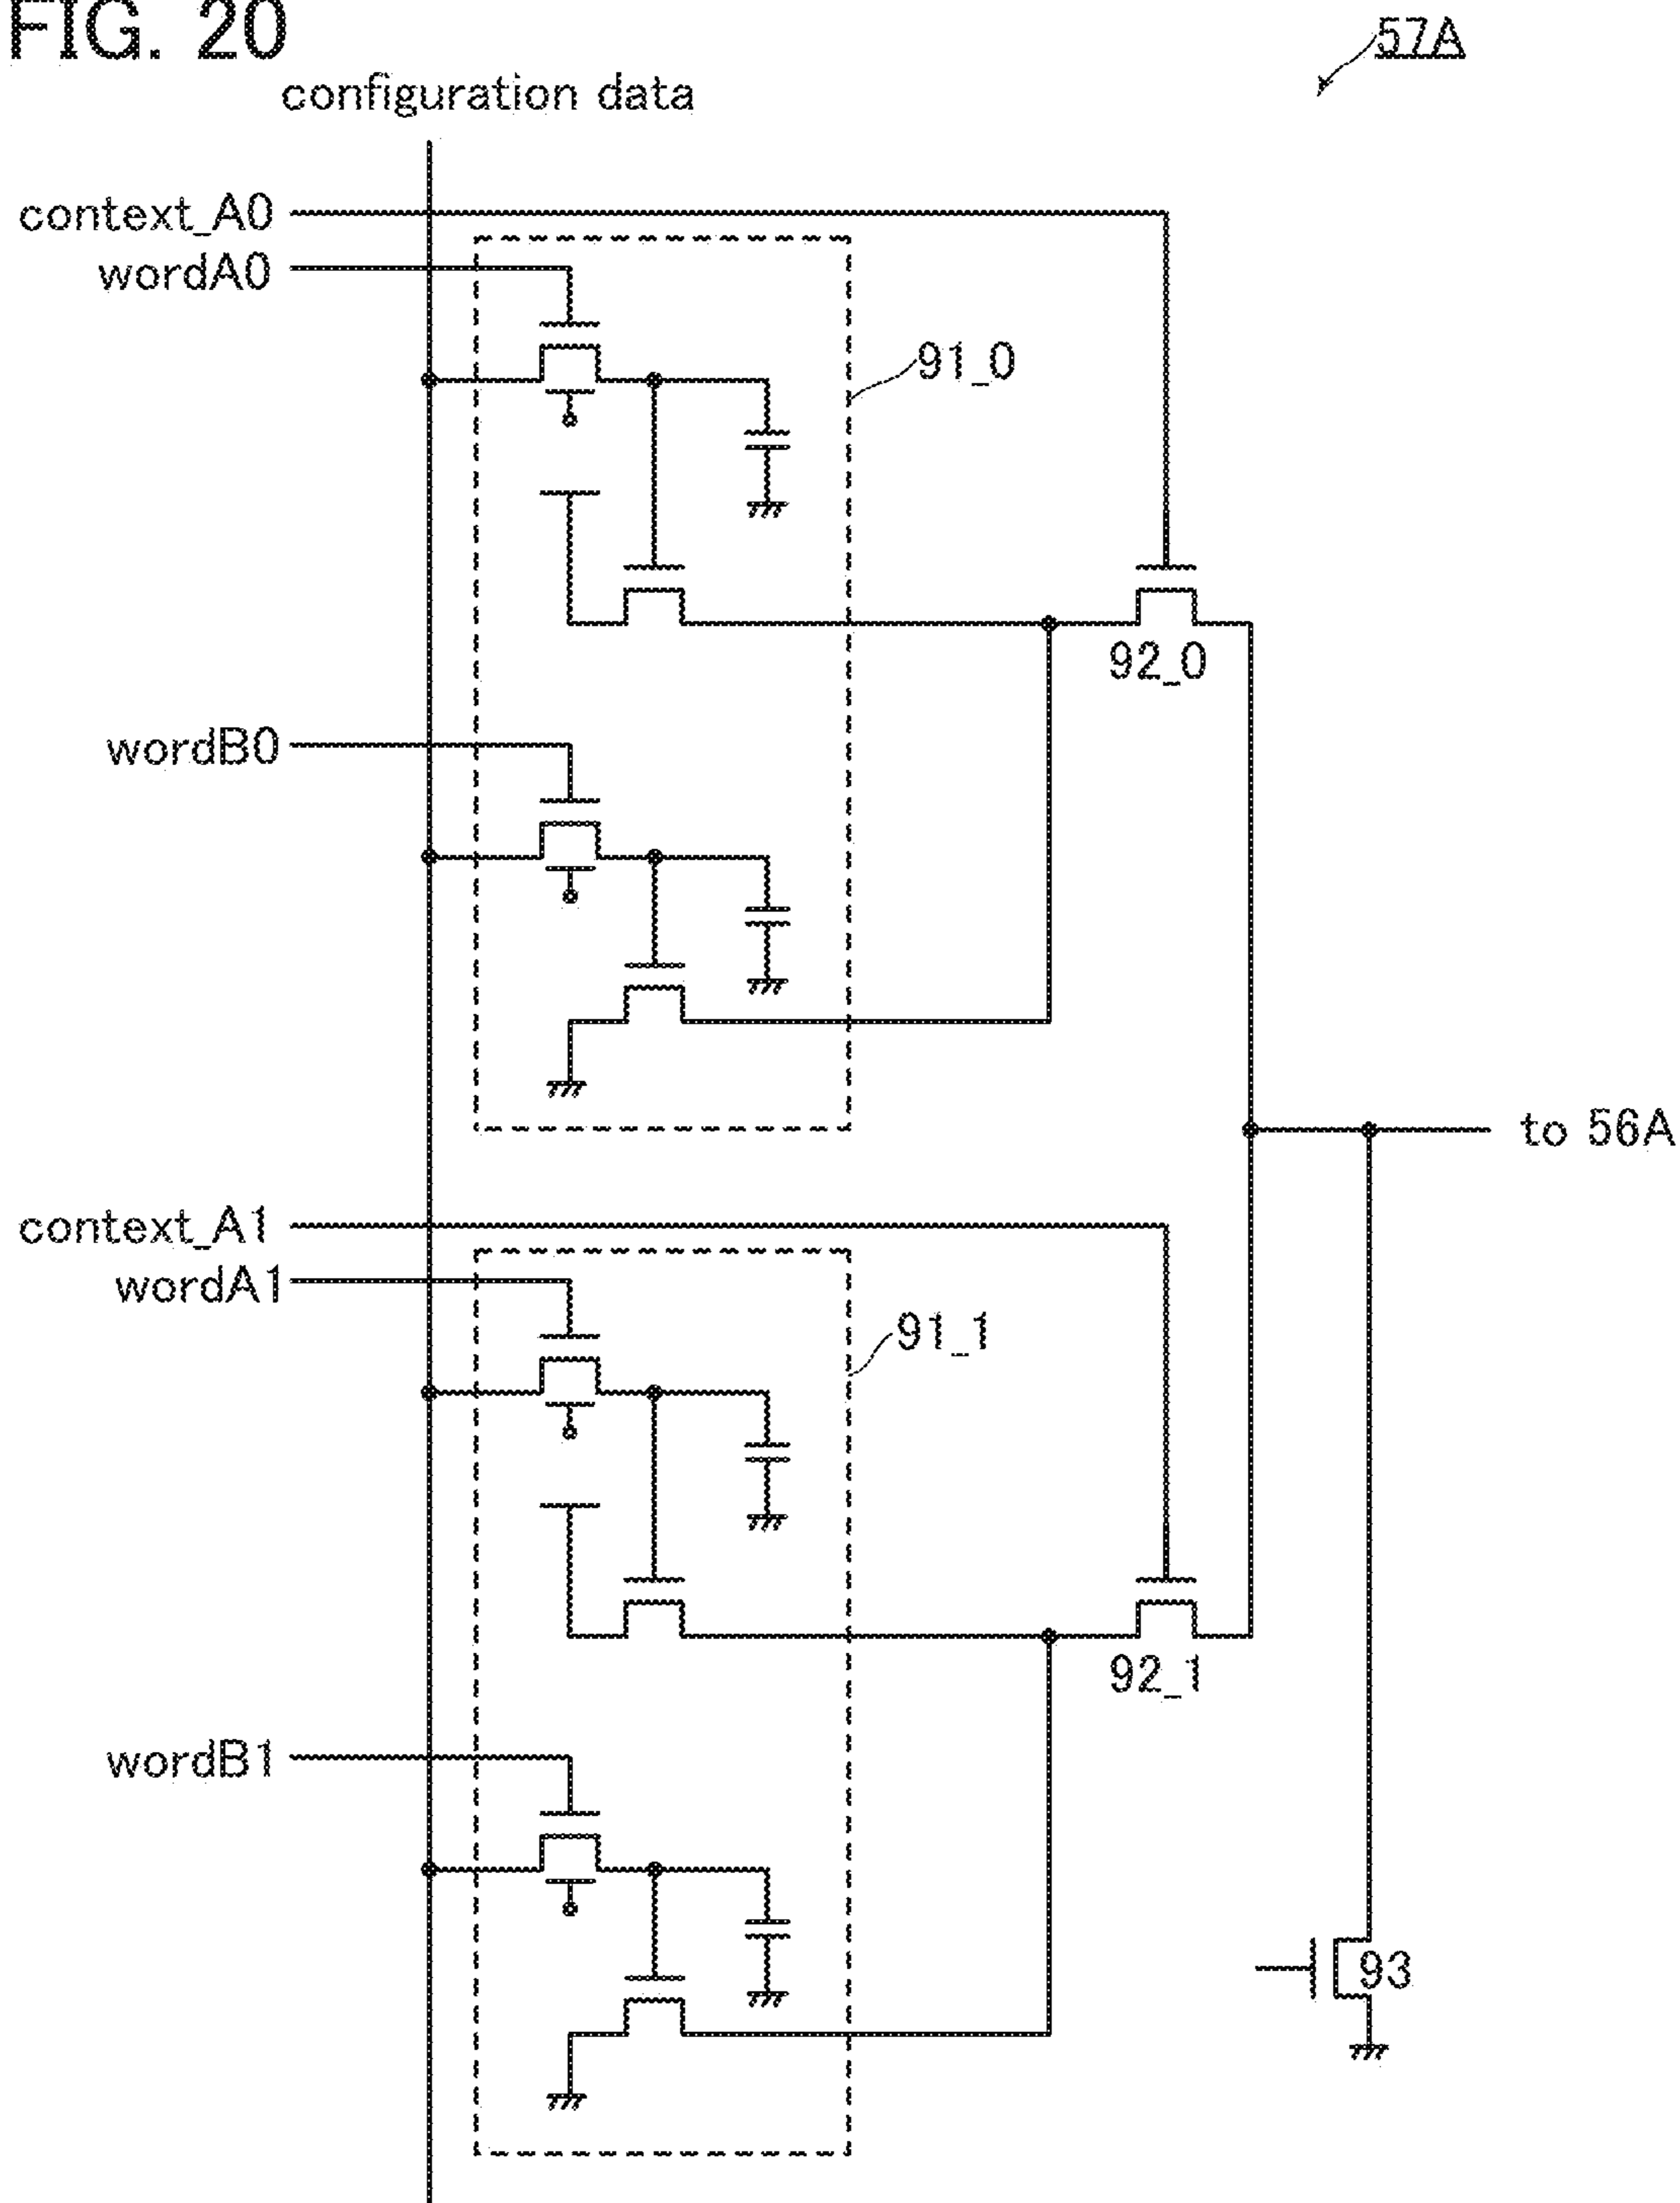 FIG. 20
57A
configuration data
context_A0
wordA0
91_0
92_0
wordB0
to 56A
context_A1
wordA1
91_1
92_1
wordB1
93